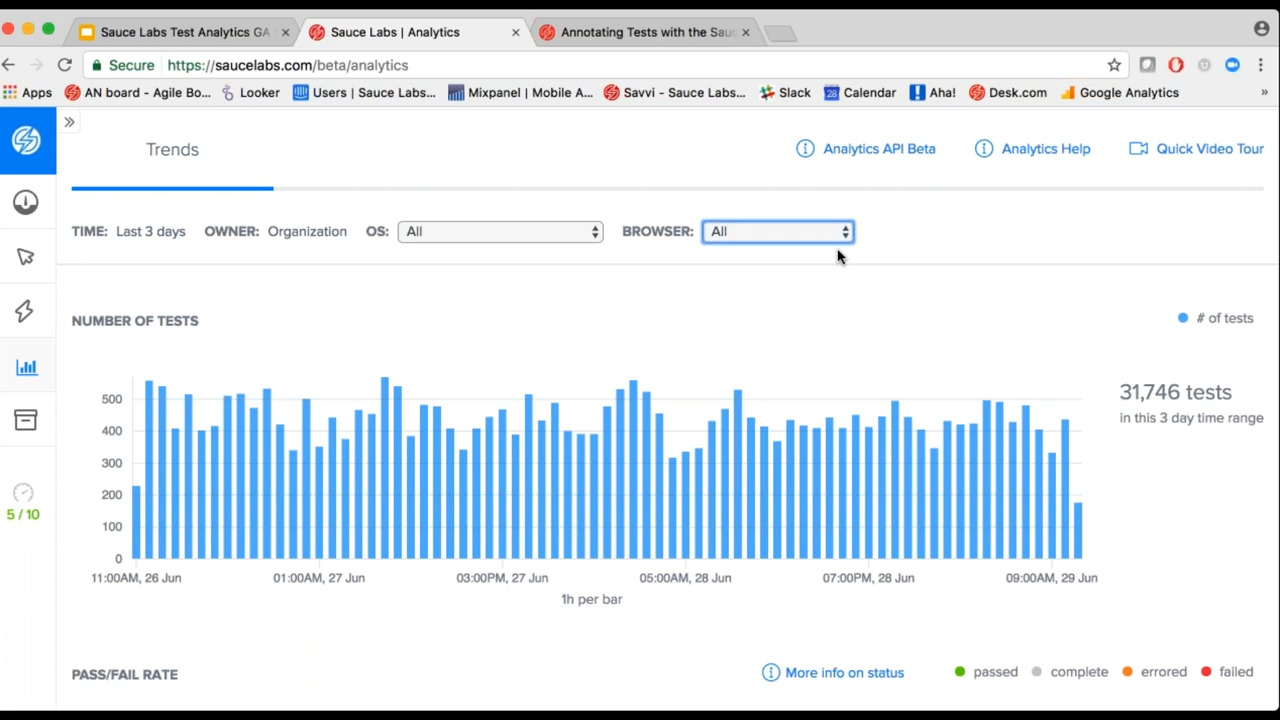 Sauce Labs Test Analytics GA
Sauce Labs | Analytics
Annotating Tests with the Sau
Secure
https://saucelabs.com/beta/analytics
Apps
AN board - Agile Bo...
Looker
Users | Sauce Labs...
Mixpanel | Mobile A...
Savvi - Sauce Labs...
Slack
28
Calendar
Aha!
Desk.com
Google Analytics
»
Trends
Analytics API Beta
Analytics Help
Quick Video Tour
TIME: Last 3 days OWNER: Organization OS: All BROWSER: All
NUMBER OF TESTS
# of tests
31,746 tests
in this 3 day time range
500
400
300
200
100
0
11:00AM, 26 Jun 01:00AM, 27 Jun 03:00PM, 27 Jun 05:00AM, 28 Jun 07:00PM, 28 Jun 09:00AM, 29 Jun
1h per bar
5 / 10
PASS/FAIL RATE
More info on status
passed complete errored failed